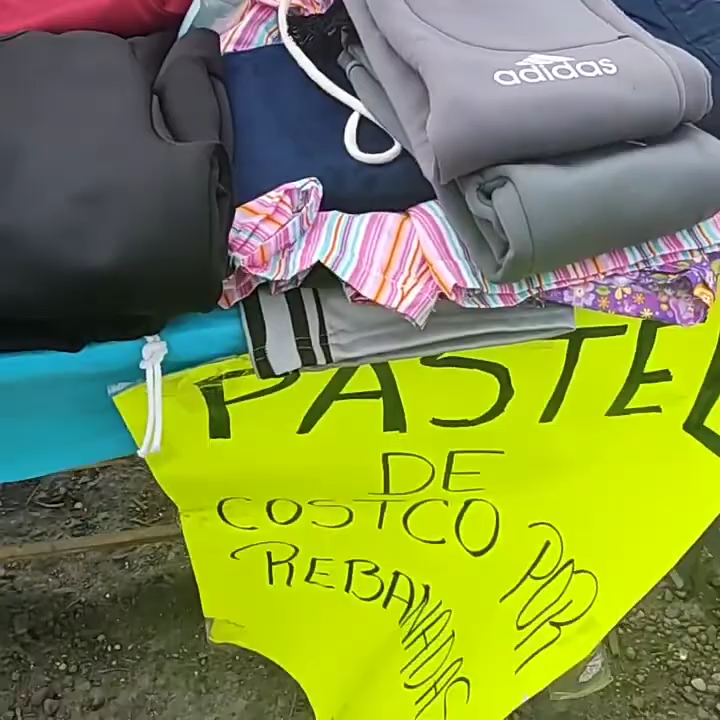 adidas
PASTEL
DE
COSTCO
POR
REBANADAS